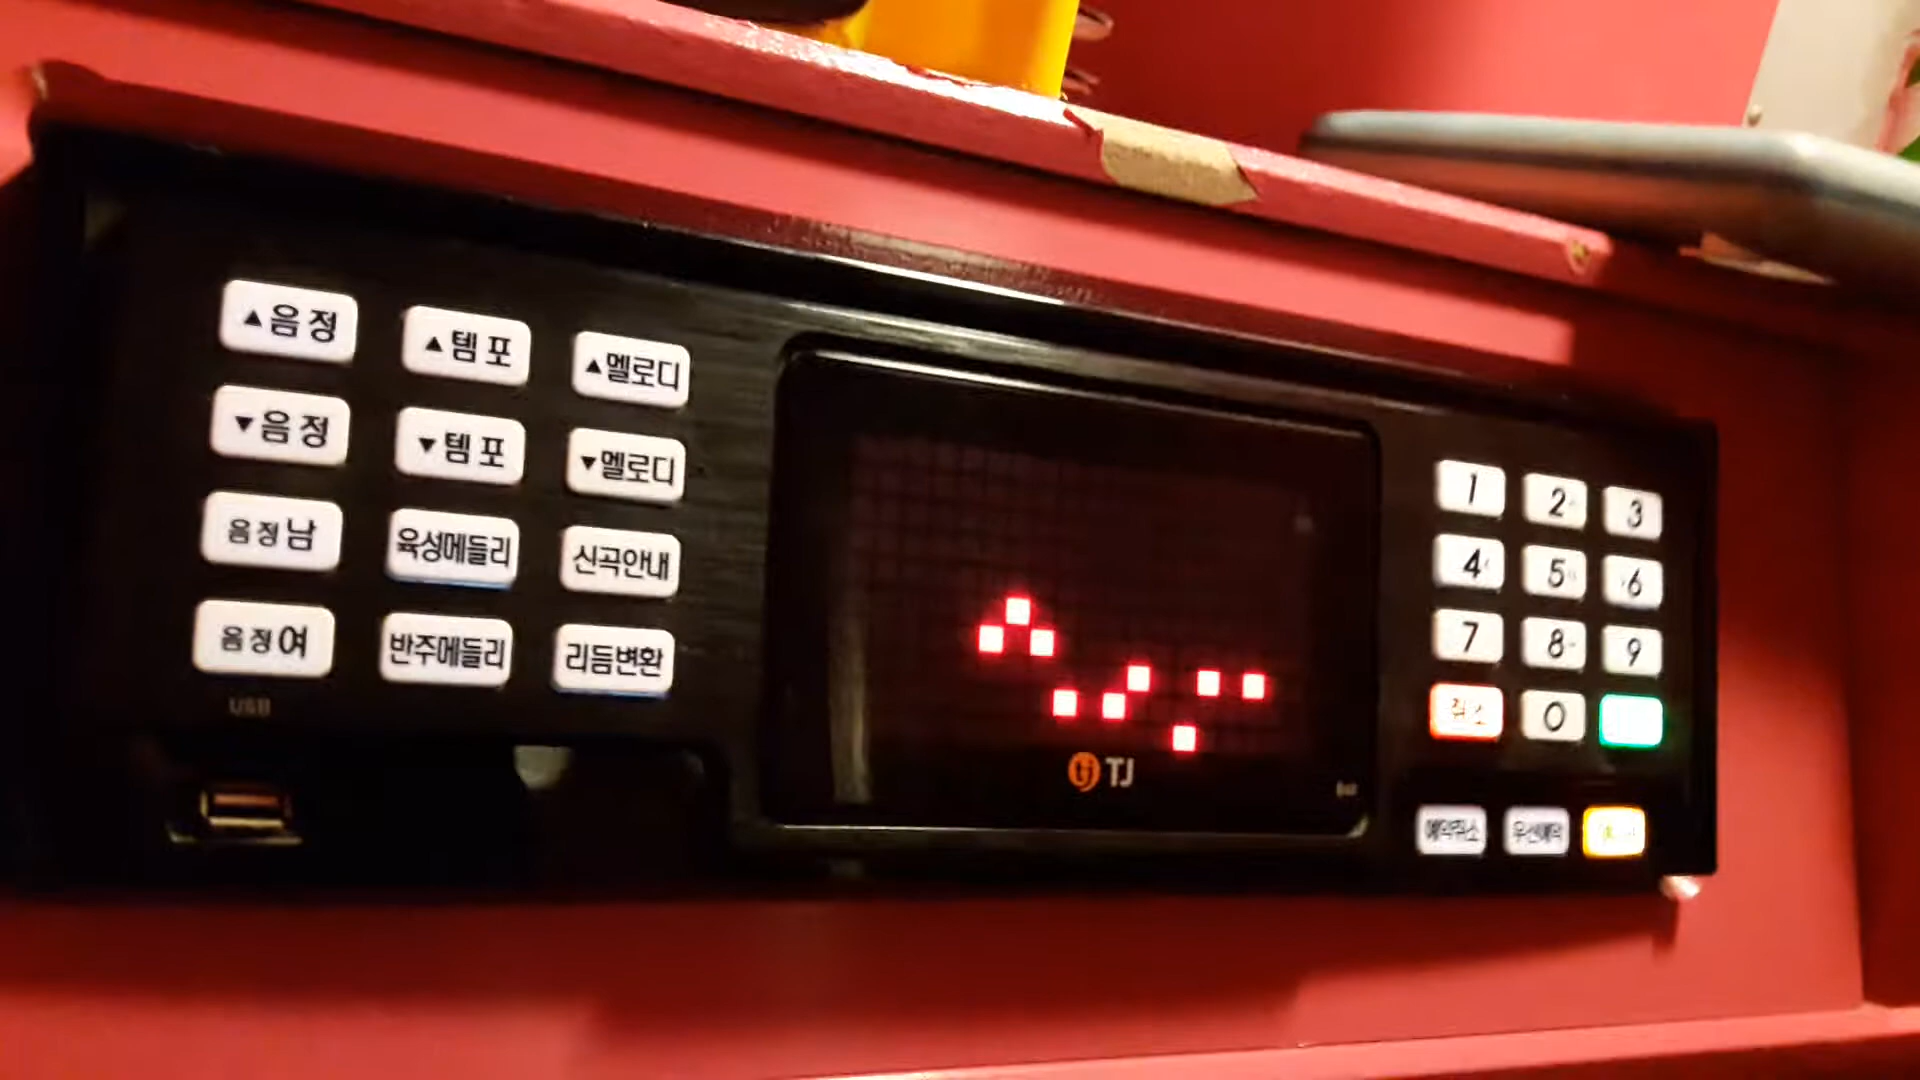 ▲음정 ▲템포 ▲멜로디
▼음정 ▼템포 ▼멜로디
음정남 육성메들리 신곡안내
음정여 반주메들리 리듬변환
USB
tj TJ
1 2 3
4 5 6
7 8 9
취소 0
예약취소 우선예약